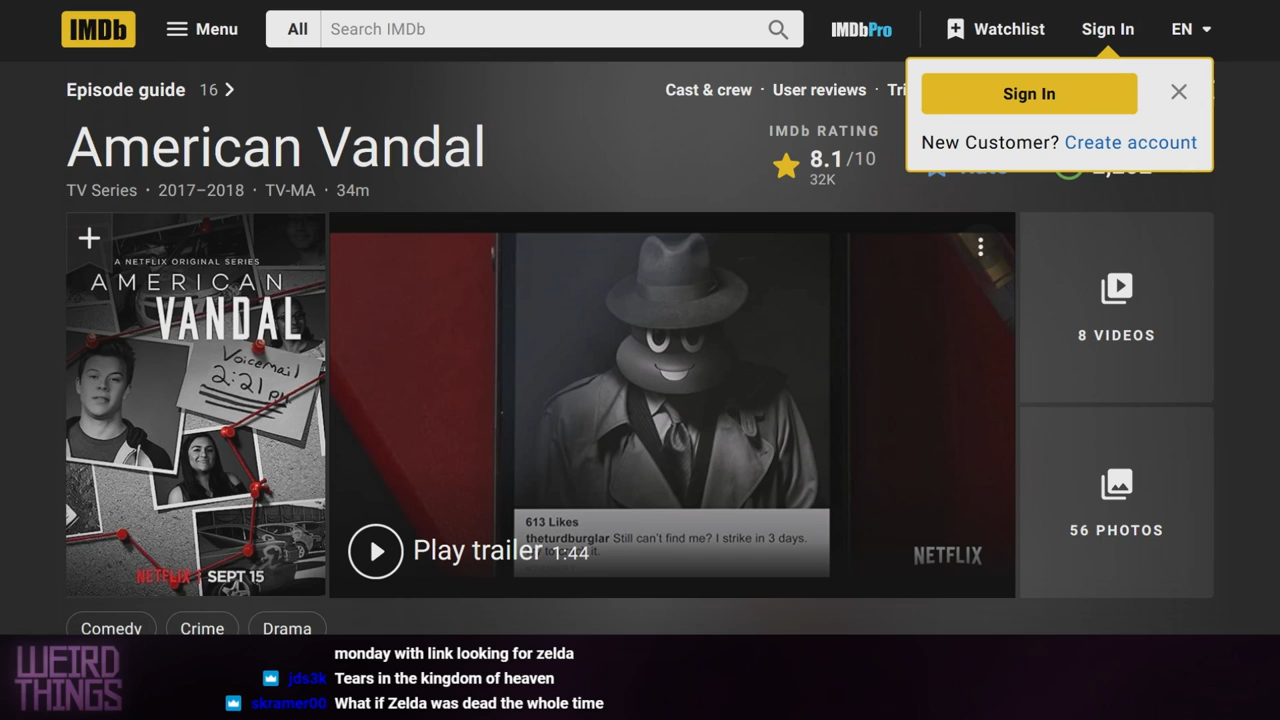 IMDb
Menu
All
Search IMDb
IMDbPro
Watchlist
Sign In
EN
Episode guide 16
Cast & crew · User reviews ·
Sign In
New Customer? Create account
American Vandal
IMDb RATING
8.1/10
32K
TV Series · 2017–2018 · TV-MA · 34m
A NETFLIX ORIGINAL SERIES
AMERICAN
VANDAL
Voicemail
NETFLIX | SEPT 15
613 Likes
theturdburglar Still can't find me? I strike in 3 days.
it.
Play trailer 1:44
NETFLIX
8 VIDEOS
56 PHOTOS
Comedy
Crime
Drama
WEIRD
THINGS
monday with link looking for zelda
jds3k Tears in the kingdom of heaven
skramer00 What if Zelda was dead the whole time